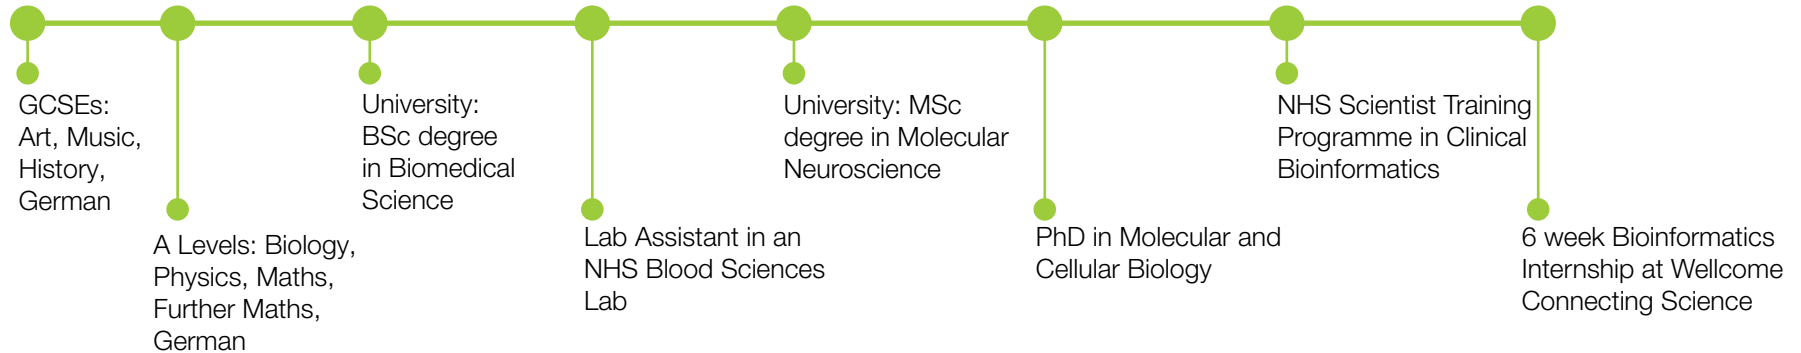 GCSEs:
Art, Music,
History,
German
A Levels: Biology,
Physics, Maths,
Further Maths,
German
University:
BSc degree
in Biomedical
Science
Lab Assistant in an
NHS Blood Sciences
Lab
University: MSc
degree in Molecular
Neuroscience
PhD in Molecular and
Cellular Biology
NHS Scientist Training
Programme in Clinical
Bioinformatics
6 week Bioinformatics
Internship at Wellcome
Connecting Science